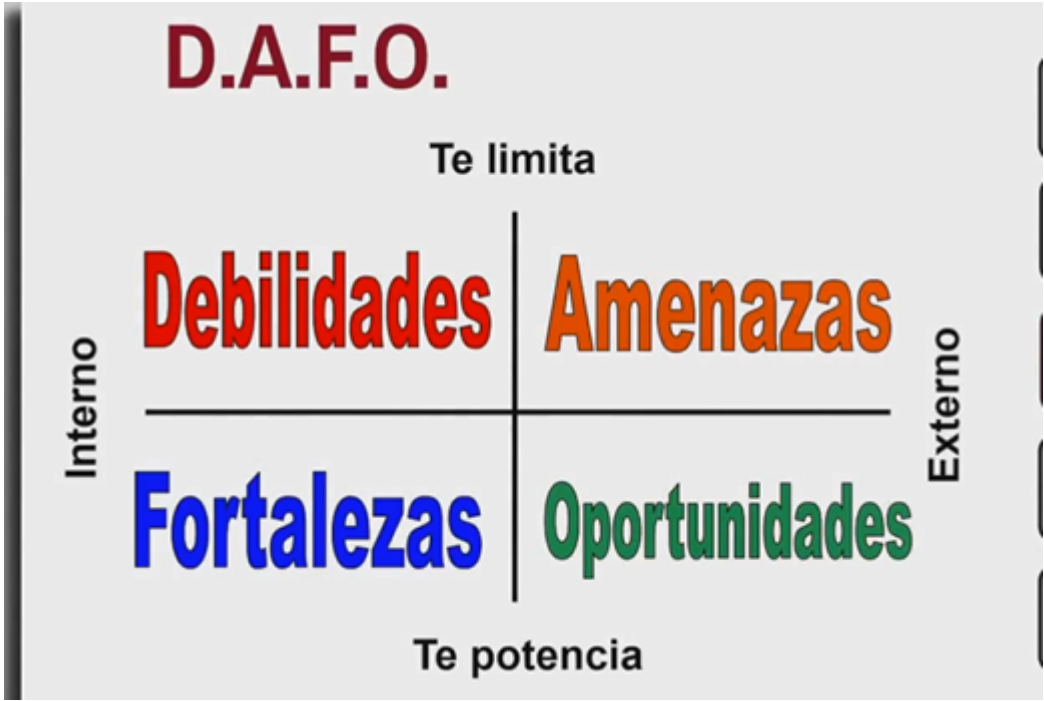 D.A.F.O.
Te limita
Debilidades
Amenazas
Interno
Externo
Fortalezas
Oportunidades
Te potencia